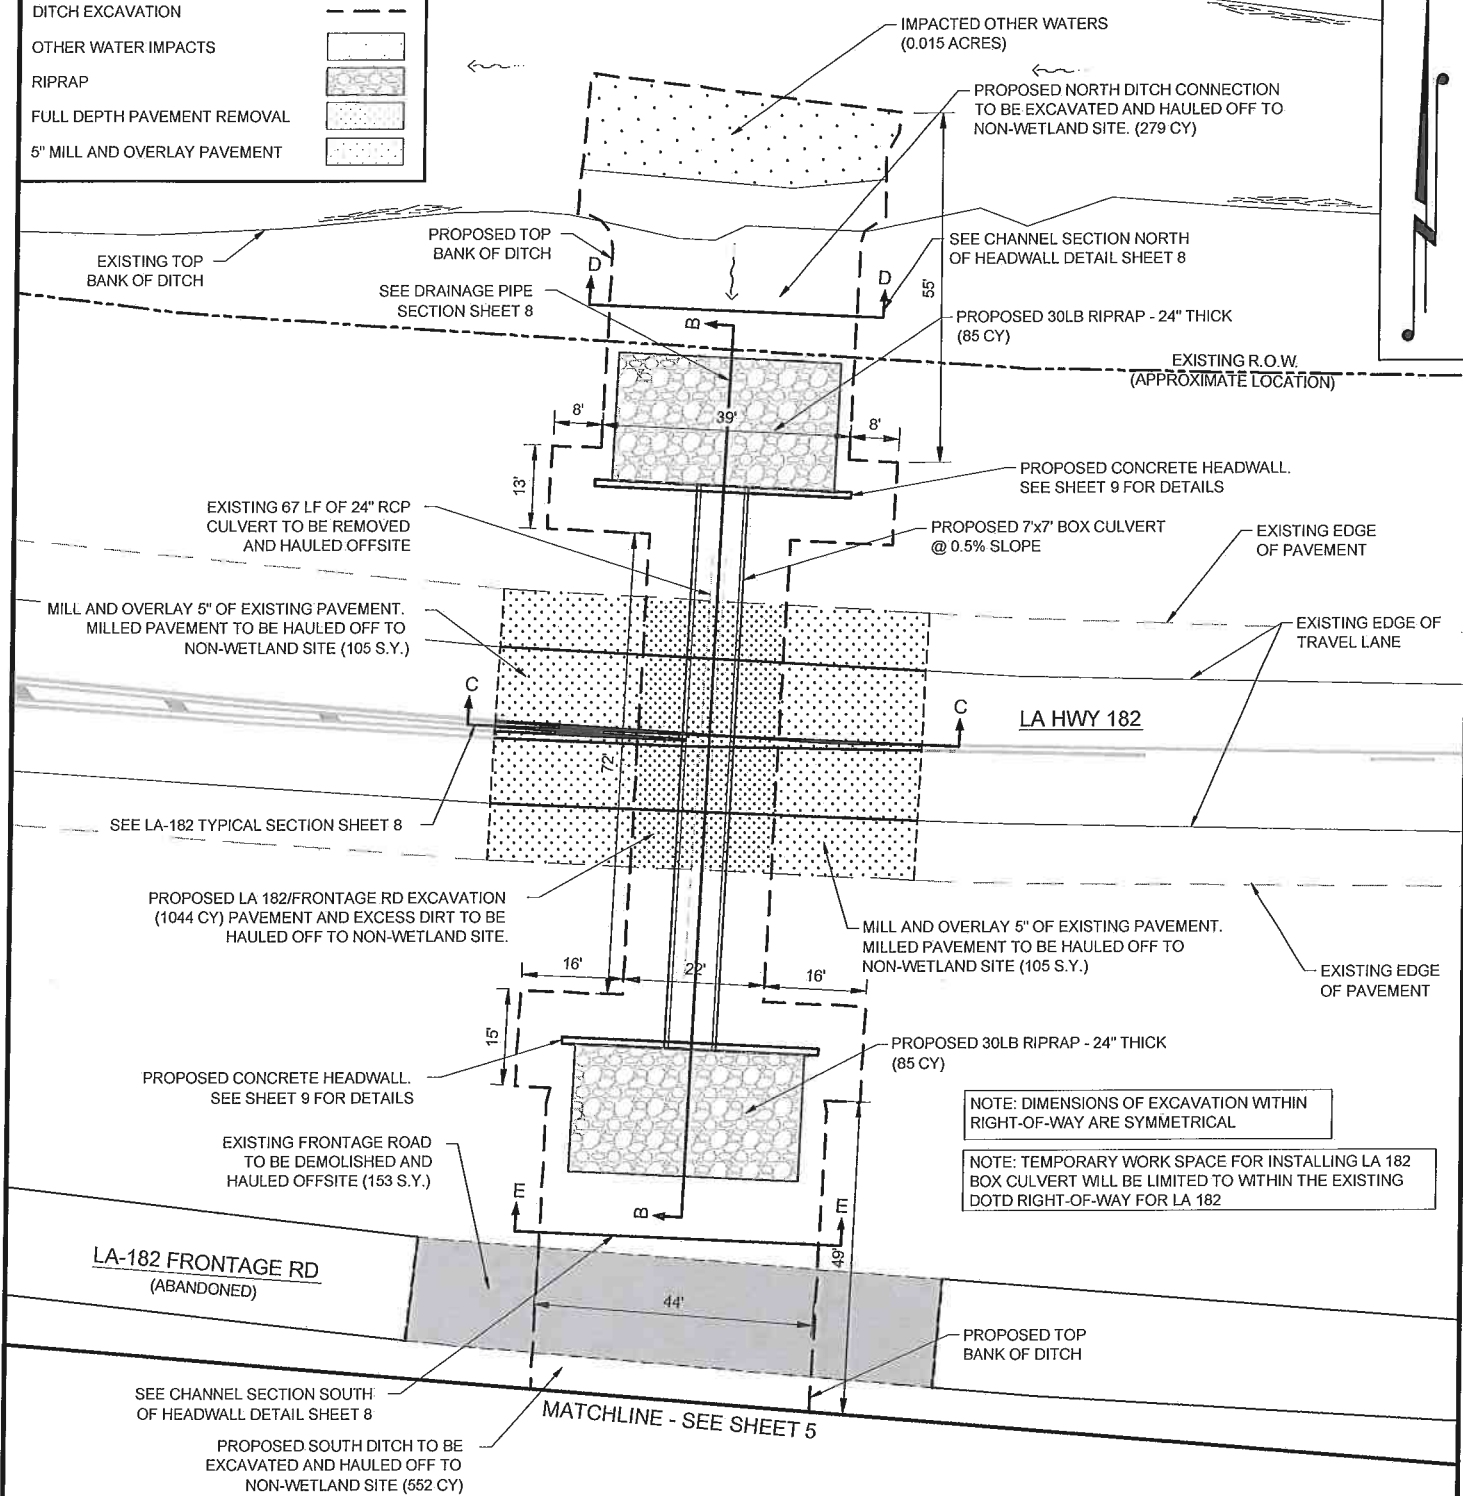 DITCH EXCAVATION
OTHER WATER IMPACTS
RIPRAP
FULL DEPTH PAVEMENT REMOVAL
5" MILL AND OVERLAY PAVEMENT
IMPACTED OTHER WATERS
(0.015 ACRES)
PROPOSED NORTH DITCH CONNECTION
TO BE EXCAVATED AND HAULED OFF TO
NON-WETLAND SITE. (279 CY)
EXISTING TOP
BANK OF DITCH
PROPOSED TOP
BANK OF DITCH
SEE CHANNEL SECTION NORTH
OF HEADWALL DETAIL SHEET 8
D
D
55'
SEE DRAINAGE PIPE
SECTION SHEET 8
B
PROPOSED 30LB RIPRAP - 24" THICK
(85 CY)
EXISTING R.O.W.
(APPROXIMATE LOCATION)
8'
39'
8'
13'
PROPOSED CONCRETE HEADWALL.
SEE SHEET 9 FOR DETAILS
EXISTING 67 LF OF 24" RCP
CULVERT TO BE REMOVED
AND HAULED OFFSITE
PROPOSED 7'x7' BOX CULVERT
@ 0.5% SLOPE
EXISTING EDGE
OF PAVEMENT
MILL AND OVERLAY 5" OF EXISTING PAVEMENT.
MILLED PAVEMENT TO BE HAULED OFF TO
NON-WETLAND SITE (105 S.Y.)
EXISTING EDGE OF
TRAVEL LANE
C
C
LA HWY 182
72'
SEE LA-182 TYPICAL SECTION SHEET 8
PROPOSED LA 182/FRONTAGE RD EXCAVATION
(1044 CY) PAVEMENT AND EXCESS DIRT TO BE
HAULED OFF TO NON-WETLAND SITE.
MILL AND OVERLAY 5" OF EXISTING PAVEMENT.
MILLED PAVEMENT TO BE HAULED OFF TO
NON-WETLAND SITE (105 S.Y.)
EXISTING EDGE
OF PAVEMENT
16'
22'
16'
15'
PROPOSED 30LB RIPRAP - 24" THICK
(85 CY)
PROPOSED CONCRETE HEADWALL.
SEE SHEET 9 FOR DETAILS
NOTE: DIMENSIONS OF EXCAVATION WITHIN
RIGHT-OF-WAY ARE SYMMETRICAL
EXISTING FRONTAGE ROAD
TO BE DEMOLISHED AND
HAULED OFFSITE (153 S.Y.)
NOTE: TEMPORARY WORK SPACE FOR INSTALLING LA 182
BOX CULVERT WILL BE LIMITED TO WITHIN THE EXISTING
DOTD RIGHT-OF-WAY FOR LA 182
E
B
E
49'
LA-182 FRONTAGE RD
(ABANDONED)
44'
PROPOSED TOP
BANK OF DITCH
SEE CHANNEL SECTION SOUTH
OF HEADWALL DETAIL SHEET 8
MATCHLINE - SEE SHEET 5
PROPOSED SOUTH DITCH TO BE
EXCAVATED AND HAULED OFF TO
NON-WETLAND SITE (552 CY)